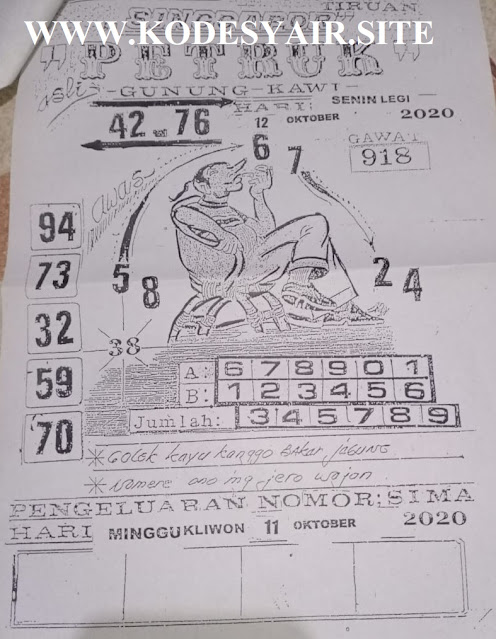 WWW.KODESYAIR.SITE
TIRUAN
SINGGASOR
"PETRUK"
asli - GUNUNG - KAWI -
HARI: SENIN LEGI
12 OKTOBER 2020
42 76
GAWAT
918
awas
6
7
94
73
32
59
70
5
8
2
4
38
A: 6 7 8 9 0 1
B: 1 2 3 4 5 6
Jumlah: 3 4 5 7 8 9
* GOLEK kayu kanggo BAKAR JAGUNG
* Nomere ono ing jero wajan
PENGELUARAN NOMOR; SIMA
HARI MINGGU KLIWON 11 OKTOBER 2020